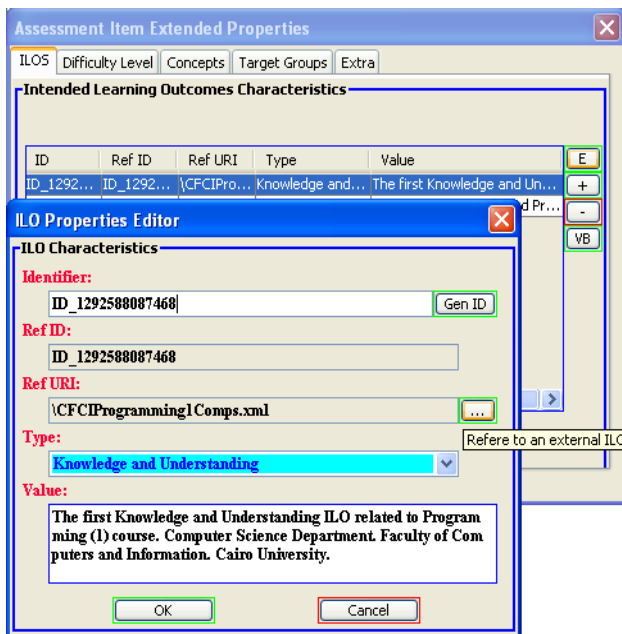 Assessment Item Extended Properties
ILOS Difficulty Level Concepts Target Groups Extra
Intended Learning Outcomes Characteristics
ID Ref ID Ref URI Type Value E
ID_1292... ID_1292... \CFCIPro... Knowledge and... The first Knowledge and Un... +
d Pr... -
VB
ILO Properties Editor
ILO Characteristics
Identifier:
ID_1292588087468 Gen ID
Ref ID:
ID_1292588087468
Ref URI:
\CFCIProgramming1Comps.xml ...
Type:
Refere to an external ILO
Knowledge and Understanding
Value:
The first Knowledge and Understanding ILO related to Program
ming (1) course. Computer Science Department. Faculty of Com
puters and Information. Cairo University.
OK Cancel